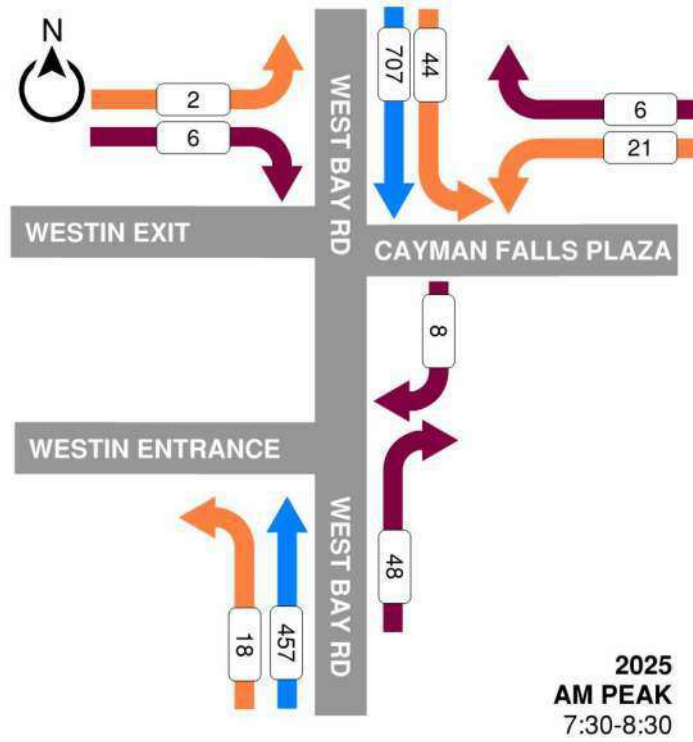 N
2
6
WEST BAY RD
707
44
6
21
WESTIN EXIT
CAYMAN FALLS PLAZA
8
WESTIN ENTRANCE
18
457
WEST BAY RD
48
2025
AM PEAK
7:30-8:30